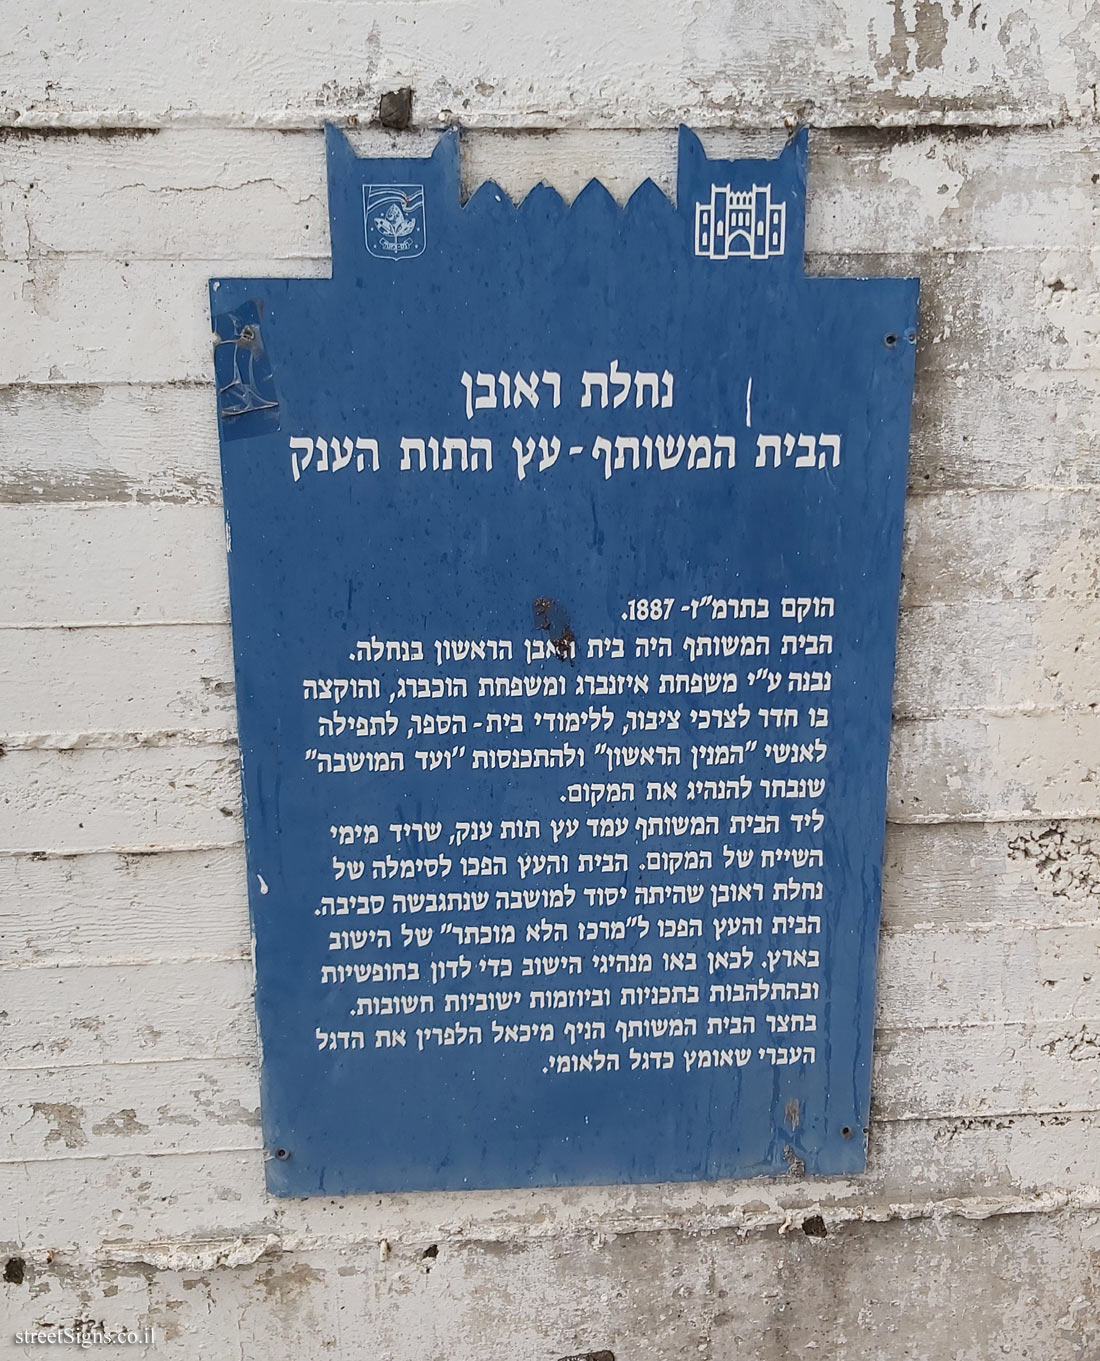 נס-ציונה
נחלת ראובן
הבית המשותף - עץ התות הענק
הוקם בתרמ"ז - 1887.
הבית המשותף היה בית האבן הראשון בנחלה.
נבנה ע"י משפחת איזנברג ומשפחת הוכברג, והוקצה
בו חדר לצרכי ציבור, ללימודי בית - הספר, לתפילה
לאנשי "המנין הראשון" ולהתכנסות "ועד המושבה"
שנבחר להנהיג את המקום.
ליד הבית המשותף עמד עץ תות ענק, שריד מימי
השייח של המקום. הבית והעץ הפכו לסימלה של
נחלת ראובן שהיתה יסוד למושבה שנתגבשה סביבה.
הבית והעץ הפכו ל"מרכז הלא מוכתר" של הישוב
בארץ. לכאן באו מנהיגי הישוב כדי לדון בחופשיות
ובהתלהבות בתכניות וביוזמות ישוביות חשובות.
בחצר הבית המשותף הניף מיכאל הלפרין את הדגל
העברי שאומץ כדגל הלאומי.
streetSigns.co.il